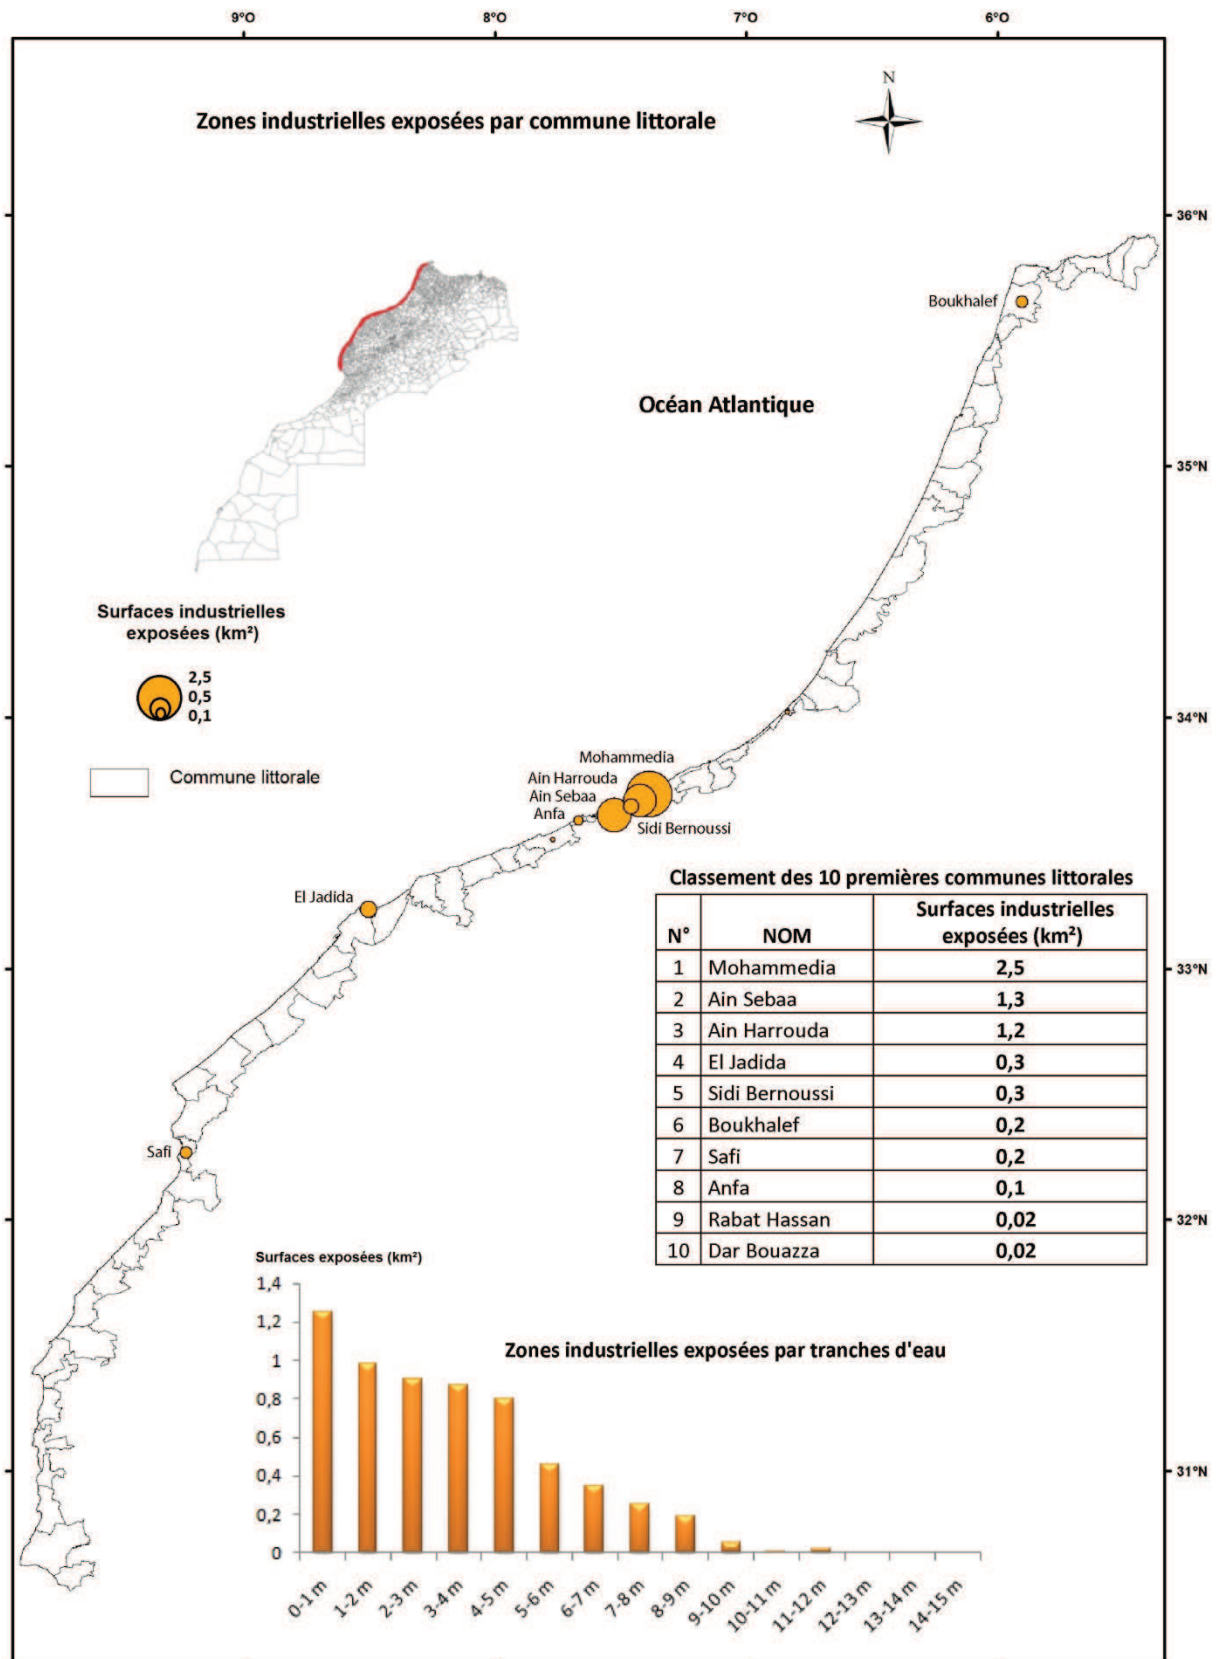 9°O 8°O 7°O 6°O
N
Zones industrielles exposées par commune littorale
36°N
Boukhalef
Océan Atlantique
35°N
Surfaces industrielles
exposées (km²)
2,5
0,5
0,1
34°N
Commune littorale
Mohammedia
Ain Harrouda
Ain Sebaa
Anfa
Sidi Bernoussi
El Jadida
Classement des 10 premières communes littorales
N° NOM Surfaces industrielles
exposées (km²)
1 Mohammedia 2,5
33°N
2 Ain Sebaa 1,3
3 Ain Harrouda 1,2
4 El Jadida 0,3
5 Sidi Bernoussi 0,3
6 Boukhalef 0,2
7 Safi 0,2
8 Anfa 0,1
9 Rabat Hassan 0,02
10 Dar Bouazza 0,02
Safi
32°N
Surfaces exposées (km²)
Zones industrielles exposées par tranches d'eau
1,4
1,2
1
0,8
0,6
0,4
0,2
0
31°N
0-1 m 1-2 m 2-3 m 3-4 m 4-5 m 5-6 m 6-7 m 7-8 m 8-9 m 9-10 m 10-11 m 11-12 m 12-13 m 13-14 m 14-15 m